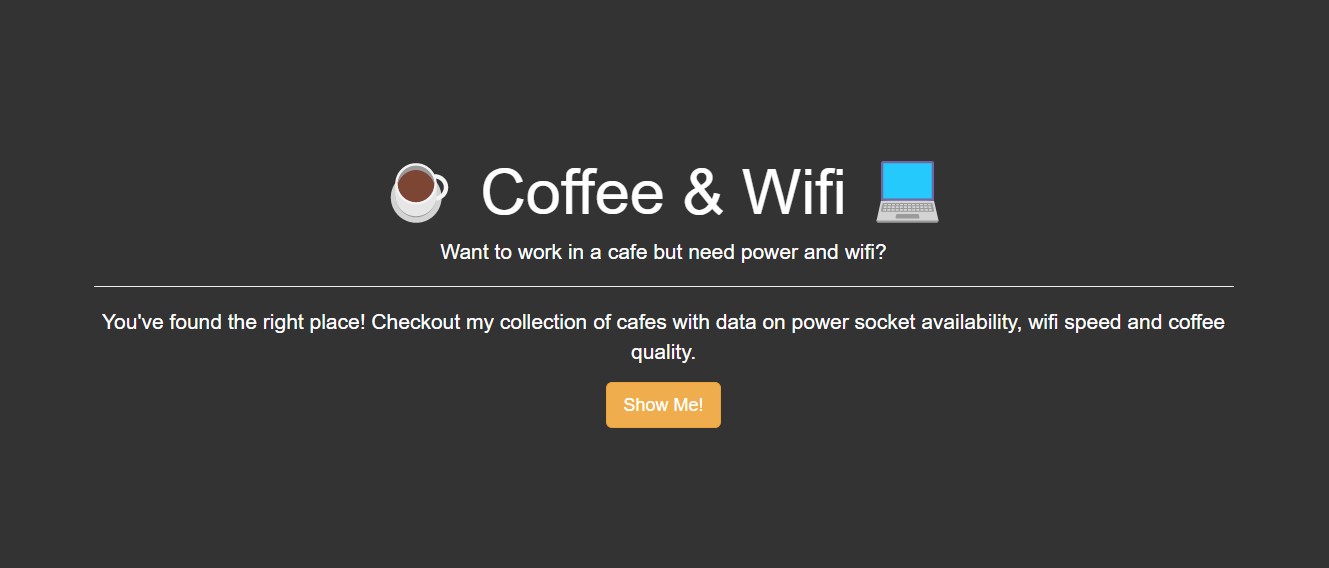 Coffee & Wifi
Want to work in a cafe but need power and wifi?
You've found the right place! Checkout my collection of cafes with data on power socket availability, wifi speed and coffee
quality.
Show Me!